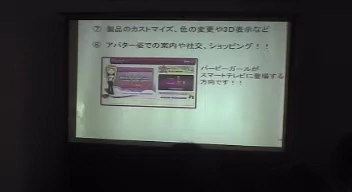 ⑦ 製品のカストマイズ、色の変更や3D表示など
⑧ アバター姿での案内や社交、ショッピング！！
バービーガールが
スマートテレビに登場する
方向です！！